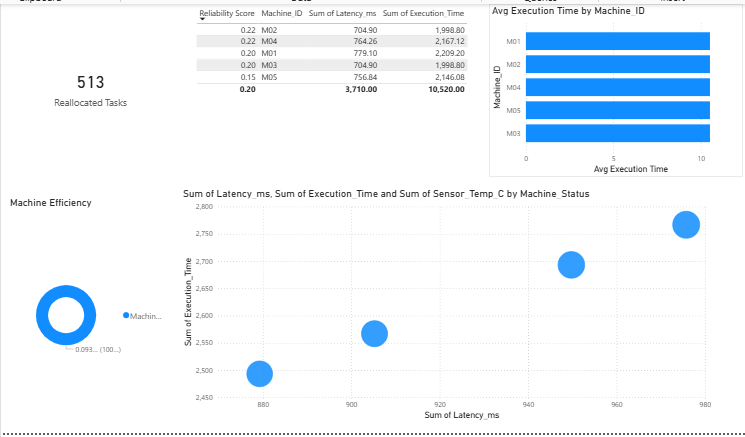 513
Reallocated Tasks
Reliability Score Machine_ID Sum of Latency_ms Sum of Execution_Time
0.22 M02 704.90 1,998.80
0.22 M04 764.26 2,167.12
0.20 M01 779.10 2,209.20
0.20 M03 704.90 1,998.80
0.15 M05 756.84 2,146.08
0.20 3,710.00 10,520.00
Avg Execution Time by Machine_ID
Machine_ID
M01
M02
M04
M05
M03
0 5 10
Avg Execution Time
Machine Efficiency
Machin...
0.093... (100...)
Sum of Latency_ms, Sum of Execution_Time and Sum of Sensor_Temp_C by Machine_Status
Sum of Execution_Time
2,800
2,750
2,700
2,650
2,600
2,550
2,500
2,450
880 900 920 940 960 980
Sum of Latency_ms